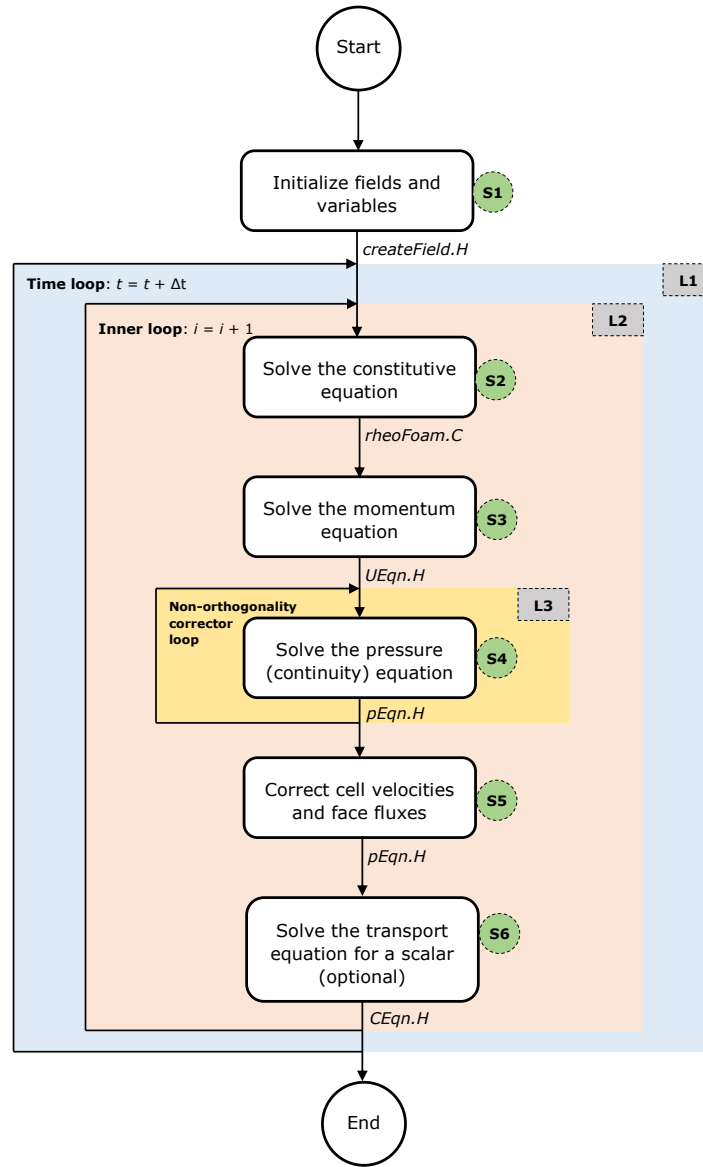 Start
Initialize fields and
variables
S1
createField.H
Time loop: t = t + Δt
L1
Inner loop: i = i + 1
L2
Solve the constitutive
equation
S2
rheoFoam.C
Solve the momentum
equation
S3
UEqn.H
Non-orthogonality
corrector
loop
L3
Solve the pressure
(continuity) equation
S4
pEqn.H
Correct cell velocities
and face fluxes
S5
pEqn.H
Solve the transport
equation for a scalar
(optional)
S6
CEqn.H
End